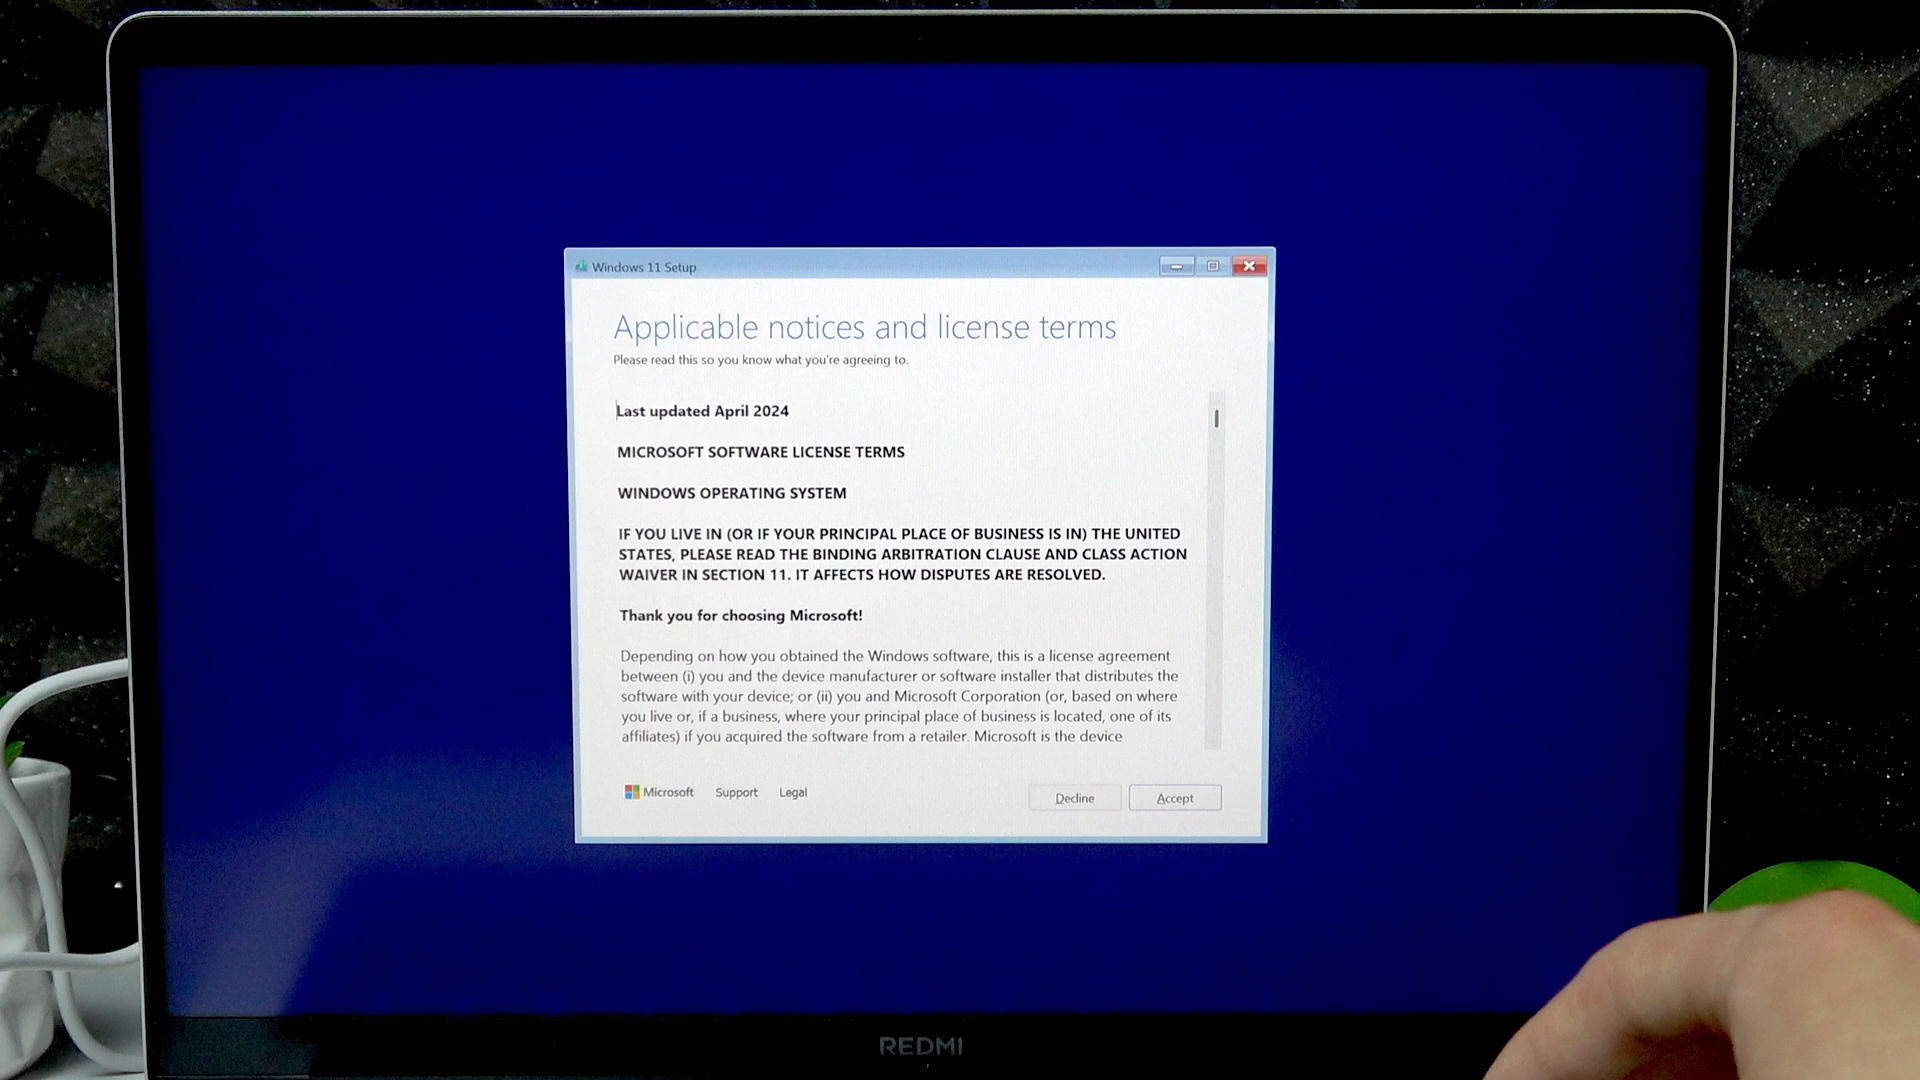 Windows 11 Setup
Applicable notices and license terms
Please read this so you know what you're agreeing to.
Last updated April 2024
MICROSOFT SOFTWARE LICENSE TERMS
WINDOWS OPERATING SYSTEM
IF YOU LIVE IN (OR IF YOUR PRINCIPAL PLACE OF BUSINESS IS IN) THE UNITED
STATES, PLEASE READ THE BINDING ARBITRATION CLAUSE AND CLASS ACTION
WAIVER IN SECTION 11. IT AFFECTS HOW DISPUTES ARE RESOLVED.
Thank you for choosing Microsoft!
Depending on how you obtained the Windows software, this is a license agreement
between (i) you and the device manufacturer or software installer that distributes the
software with your device; or (ii) you and Microsoft Corporation (or, based on where
you live or, if a business, where your principal place of business is located, one of its
affiliates) if you acquired the software from a retailer. Microsoft is the device
Microsoft Support Legal
Decline Accept
REDMI